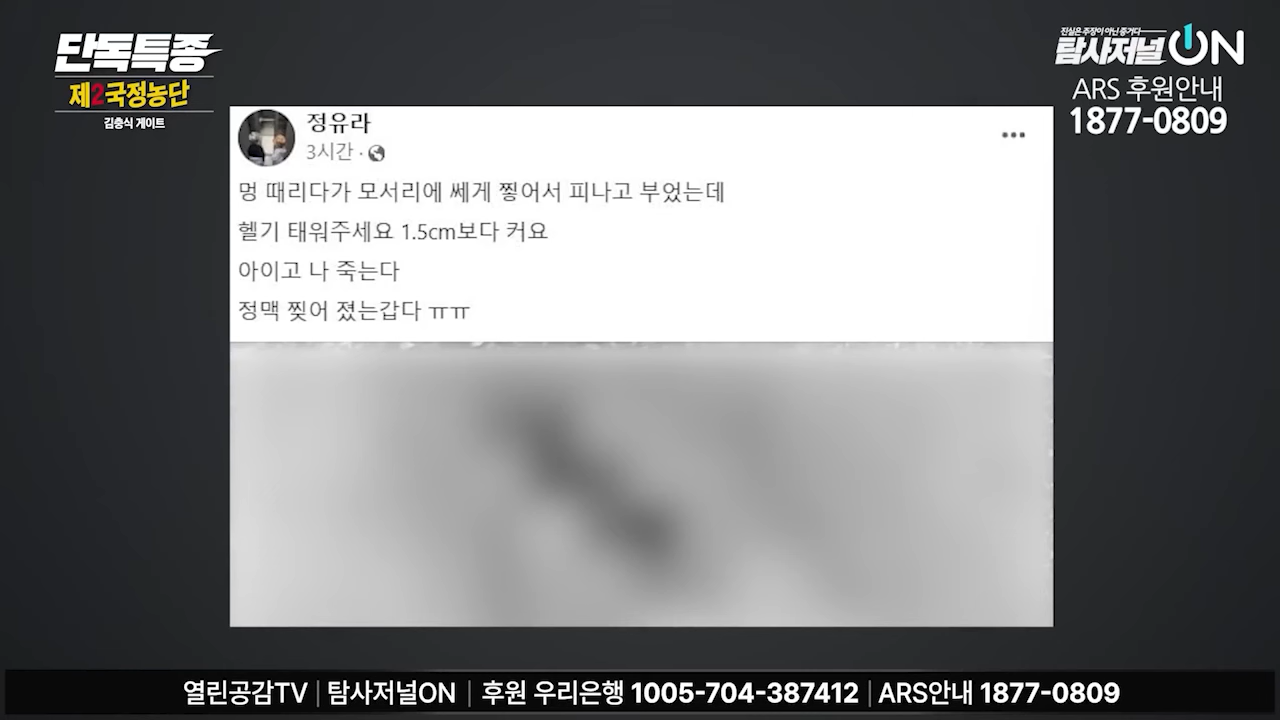 단독특종
제2국정농단
김충식 게이트
진실은 주장이 아닌 증거다
탐사저널ON
ARS 후원안내
1877-0809
정유라
3시간 ·
멍 때리다가 모서리에 쎄게 찧어서 피나고 부었는데
헬기 태워주세요 1.5cm보다 커요
아이고 나 죽는다
정맥 찢어 졌는갑다 ㅠㅠ
열린공감TV | 탐사저널ON | 후원 우리은행 1005-704-387412 | ARS안내 1877-0809